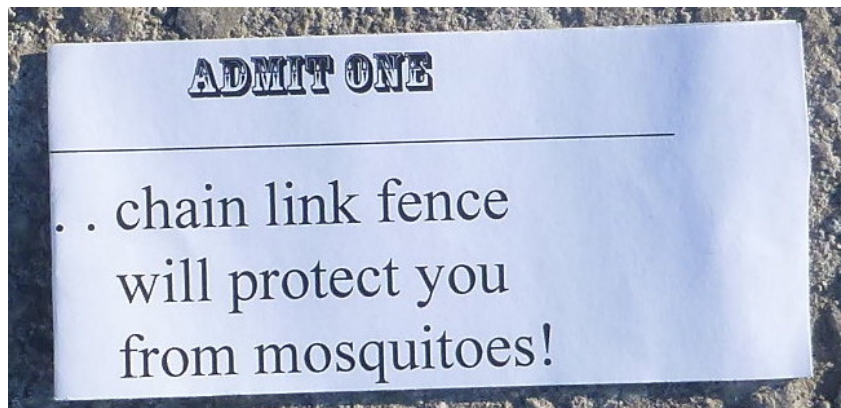 ADMIT ONE
. . chain link fence
will protect you
from mosquitoes!